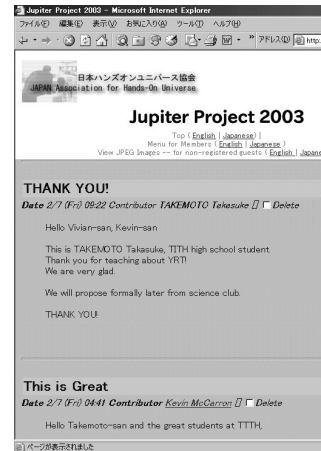 Jupiter Project 2003 - Microsoft Internet Explorer
ファイル(F) 編集(E) 表示(V) お気に入り(A) ツール(T) ヘルプ(H)
アドレス(D) http:
日本ハンズオンユニバース協会
JAPAN Association for Hands-On Universe
Jupiter Project 2003
Top ( English | Japanese) |
Menu for Members ( English | Japanese )
View JPEG Images -- for non-registered guests ( English | Japane
THANK YOU!
Date 2/7 (Fri) 09:22 Contributor TAKEMOTO Takasuke [] Delete
Hello Vivian-san, Kevin-san
This is TAKEMOTO Takasuke, TITH high school student.
Thank you for teaching about YRT!
We are very glad.
We will propose formally later from science club.
THANK YOU!
This is Great
Date 2/7 (Fri) 04:41 Contributor Kevin McCarron [] Delete
Hello Takemoto-san and the great students at TTTH,
ページが表示されました